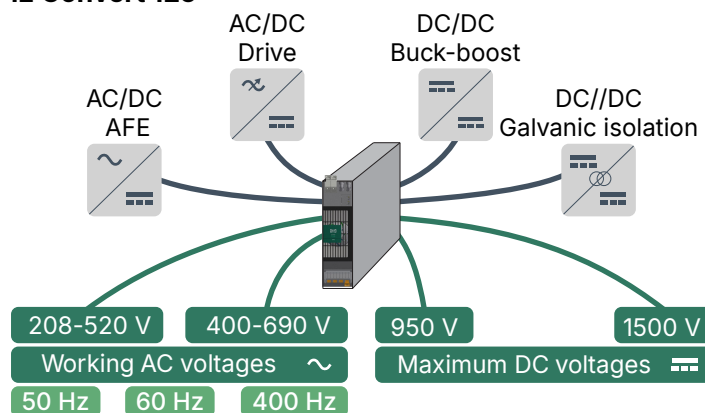 AC/DC
Drive
DC/DC
Buck-boost
AC/DC
AFE
DC//DC
Galvanic isolation
208-520 V
400-690 V
950 V
1500 V
Working AC voltages
Maximum DC voltages
50 Hz
60 Hz
400 Hz